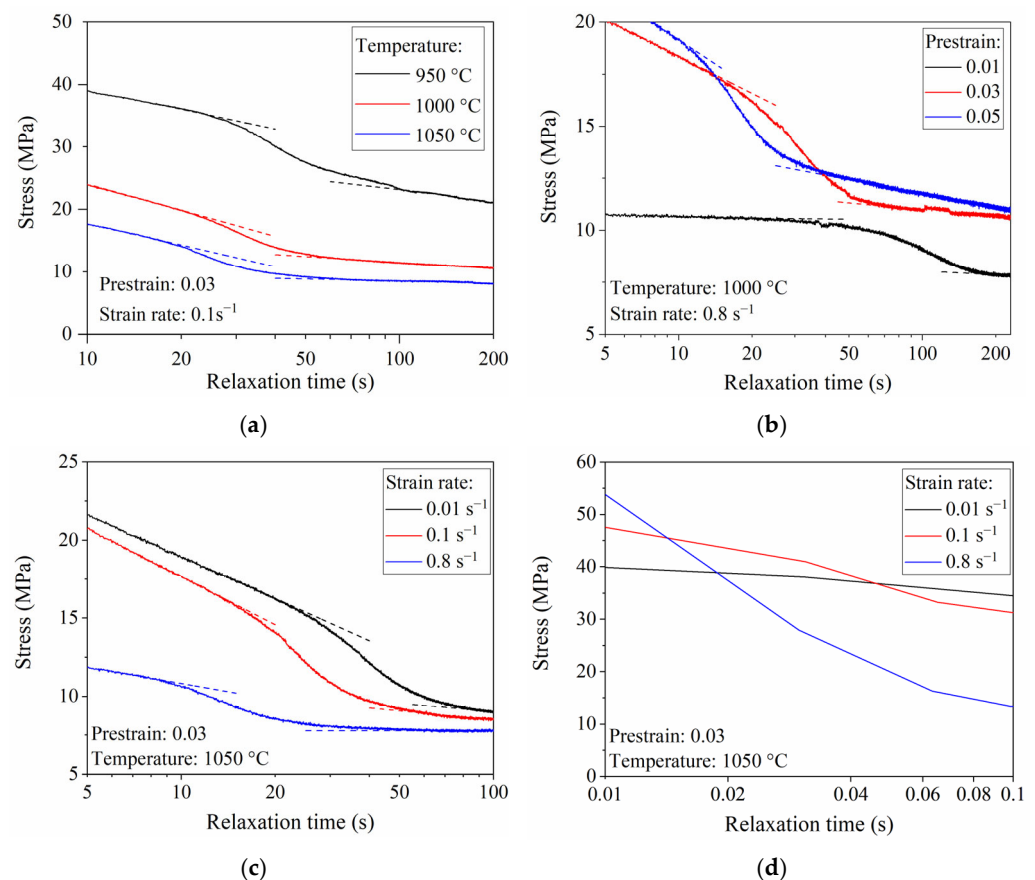 50
40
30
20
10
0
Stress (MPa)
Temperature:
950 °C
1000 °C
1050 °C
Prestrain: 0.03
Strain rate: 0.1s⁻¹
10 20 50 100 200
Relaxation time (s)
(a)
20
15
10
5
Stress (MPa)
Prestrain:
0.01
0.03
0.05
Temperature: 1000 °C
Strain rate: 0.8 s⁻¹
5 10 20 50 100 200
Relaxation time (s)
(b)
25
20
15
10
5
Stress (MPa)
Strain rate:
0.01 s⁻¹
0.1 s⁻¹
0.8 s⁻¹
Prestrain: 0.03
Temperature: 1050 °C
5 10 20 50 100
Relaxation time (s)
(c)
60
50
40
30
20
10
0
Stress (MPa)
Strain rate:
0.01 s⁻¹
0.1 s⁻¹
0.8 s⁻¹
Prestrain: 0.03
Temperature: 1050 °C
0.01 0.02 0.04 0.06 0.08 0.1
Relaxation time (s)
(d)